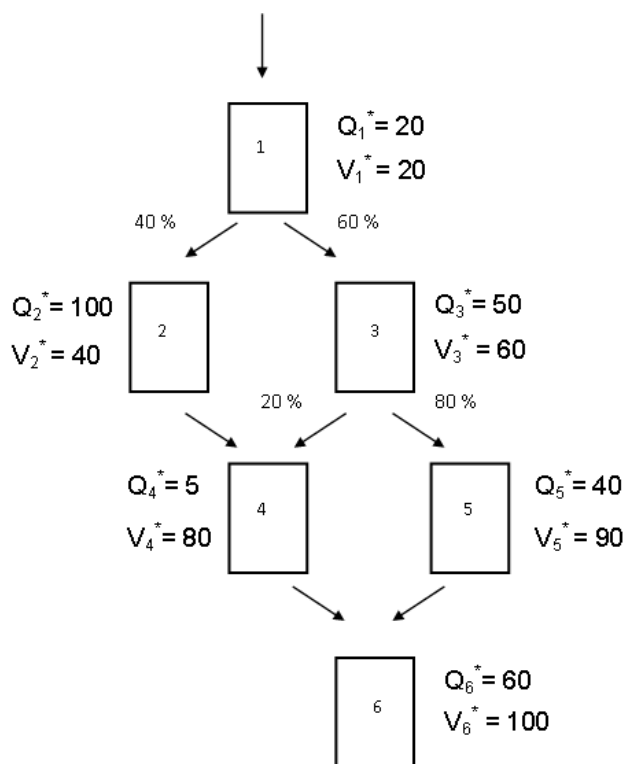 1
Q₁*= 20
V₁*= 20
40 %
60 %
Q₂*= 100
V₂*= 40
2
3
Q₃*= 50
V₃*= 60
20 %
80 %
Q₄*= 5
V₄*= 80
4
5
Q₅*= 40
V₅*= 90
6
Q₆*= 60
V₆*= 100